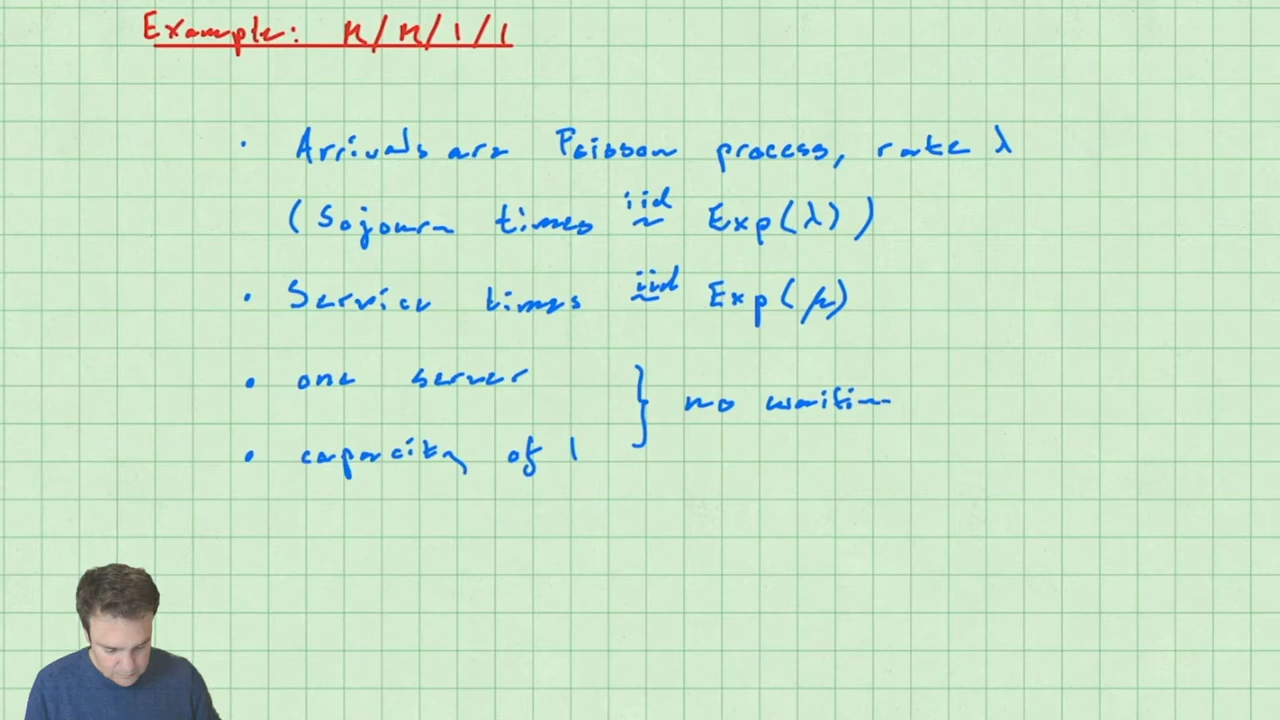 Example: M/M/1/1
• Arrivals are Poisson process, rate λ
(Sojourn times iid ~ Exp(λ))
• Service times iid ~ Exp(μ)
• one server
} no waitin
• capacity of 1